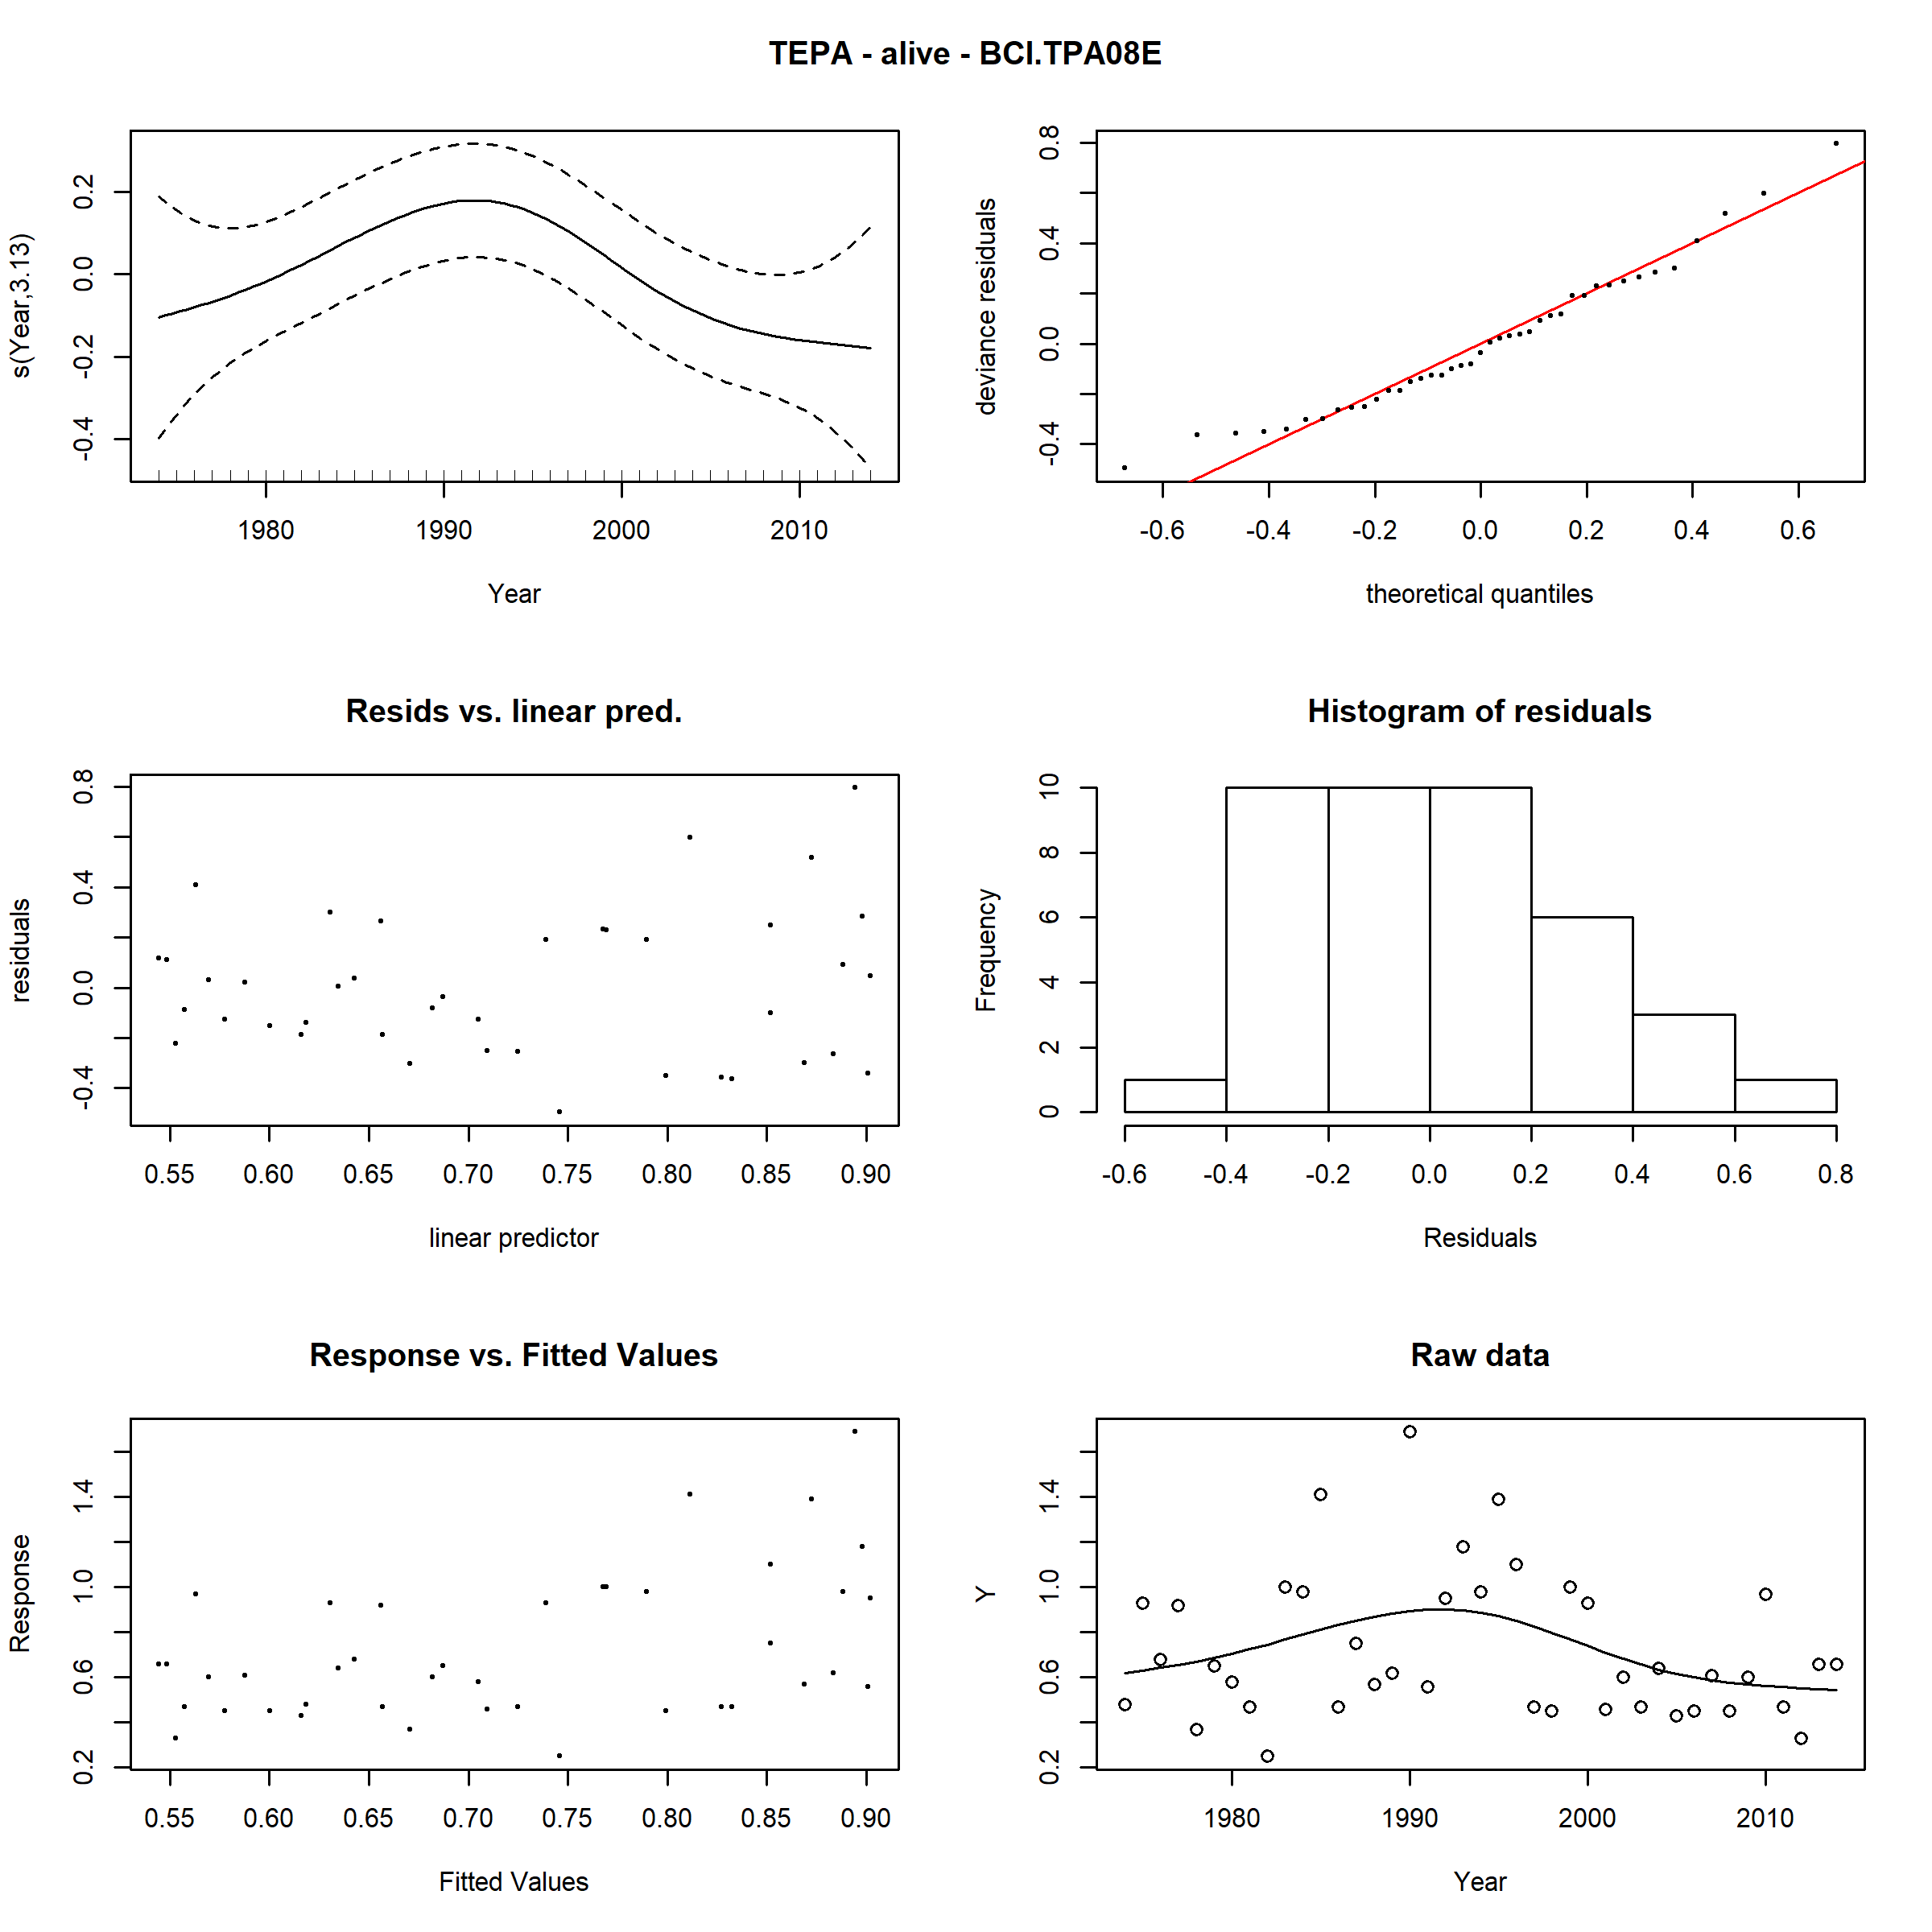 TEPA - alive - BCI.TPA08E
s(Year,3.13)
0.2
0.0
-0.2
-0.4
1980 1990 2000 2010
Year
deviance residuals
0.8
0.4
0.0
-0.4
-0.6 -0.4 -0.2 0.0 0.2 0.4 0.6
theoretical quantiles
Resids vs. linear pred.
residuals
0.8
0.4
0.0
-0.4
0.55 0.60 0.65 0.70 0.75 0.80 0.85 0.90
linear predictor
Histogram of residuals
Frequency
10
8
6
4
2
0
-0.6 -0.4 -0.2 0.0 0.2 0.4 0.6 0.8
Residuals
Response vs. Fitted Values
Response
1.4
1.0
0.6
0.2
0.55 0.60 0.65 0.70 0.75 0.80 0.85 0.90
Fitted Values
Raw data
Y
1.4
1.0
0.6
0.2
1980 1990 2000 2010
Year